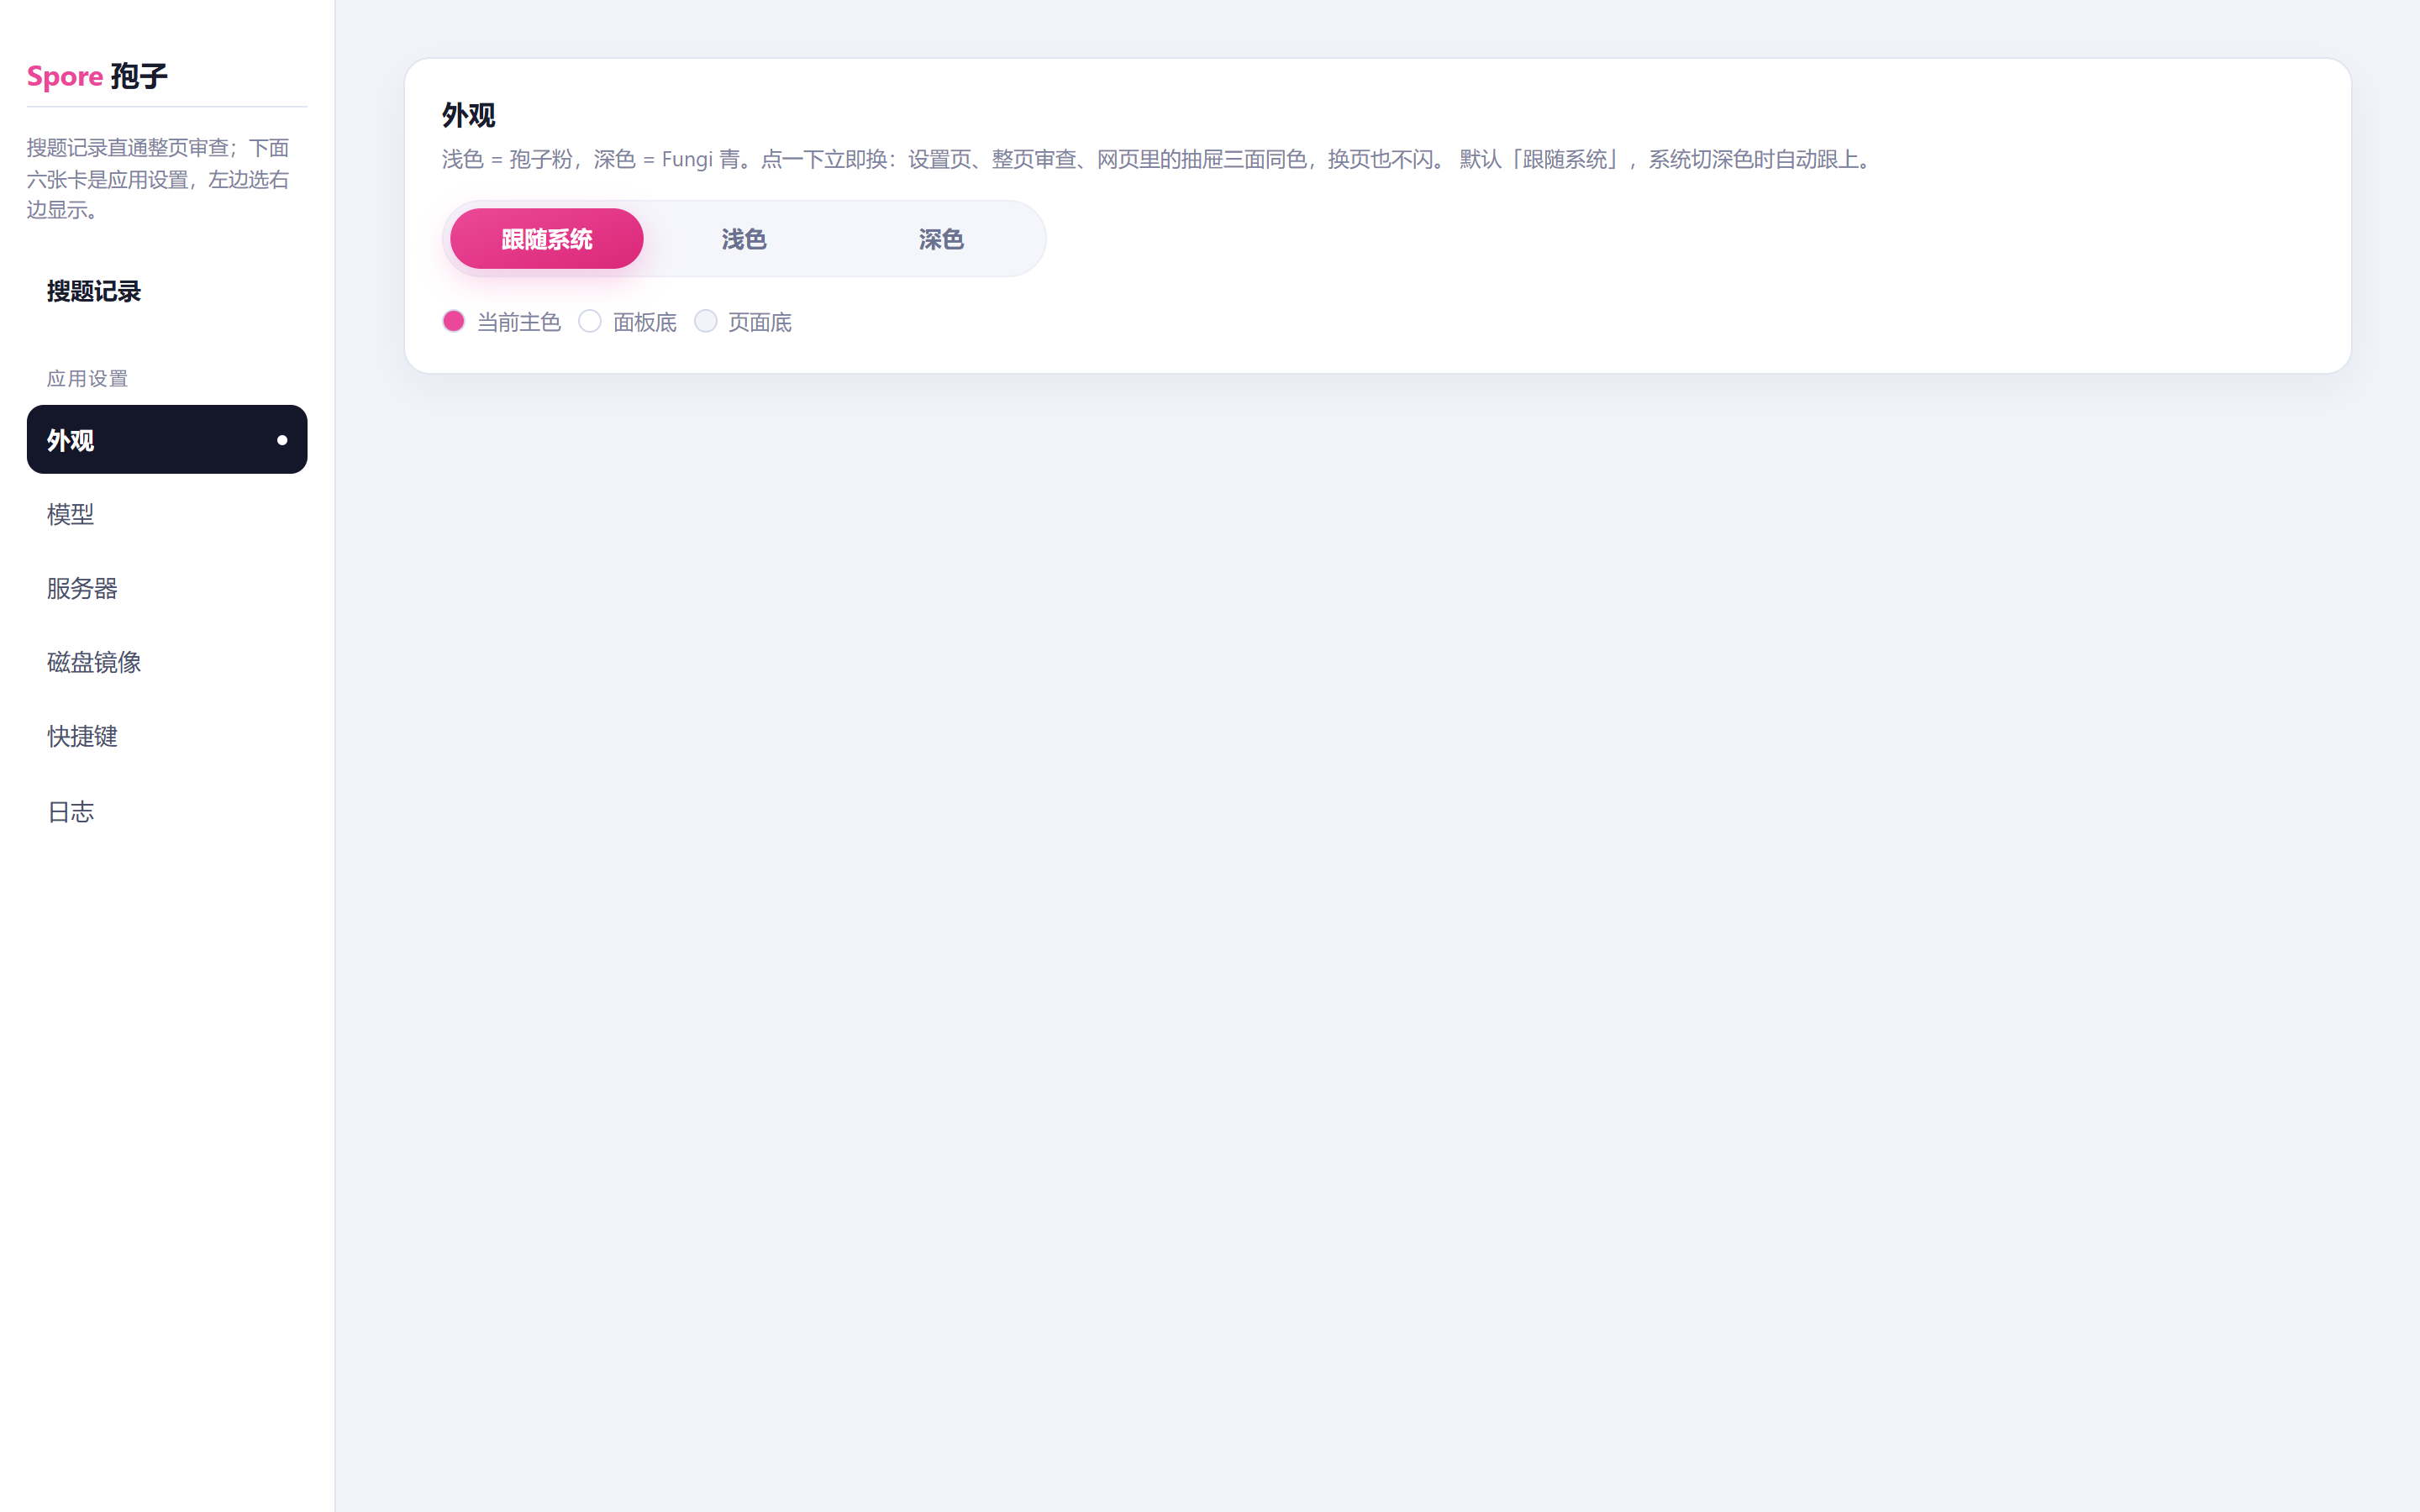 Spore 孢子
搜题记录直通整页审查；下面
六张卡是应用设置，左边选右
边显示。
搜题记录
应用设置
外观
模型
服务器
磁盘镜像
快捷键
日志
外观
浅色 = 孢子粉，深色 = Fungi 青。点一下立即换：设置页、整页审查、网页里的抽屉三面同色，换页也不闪。 默认「跟随系统」，系统切深色时自动跟上。
跟随系统 浅色 深色
当前主色 面板底 页面底